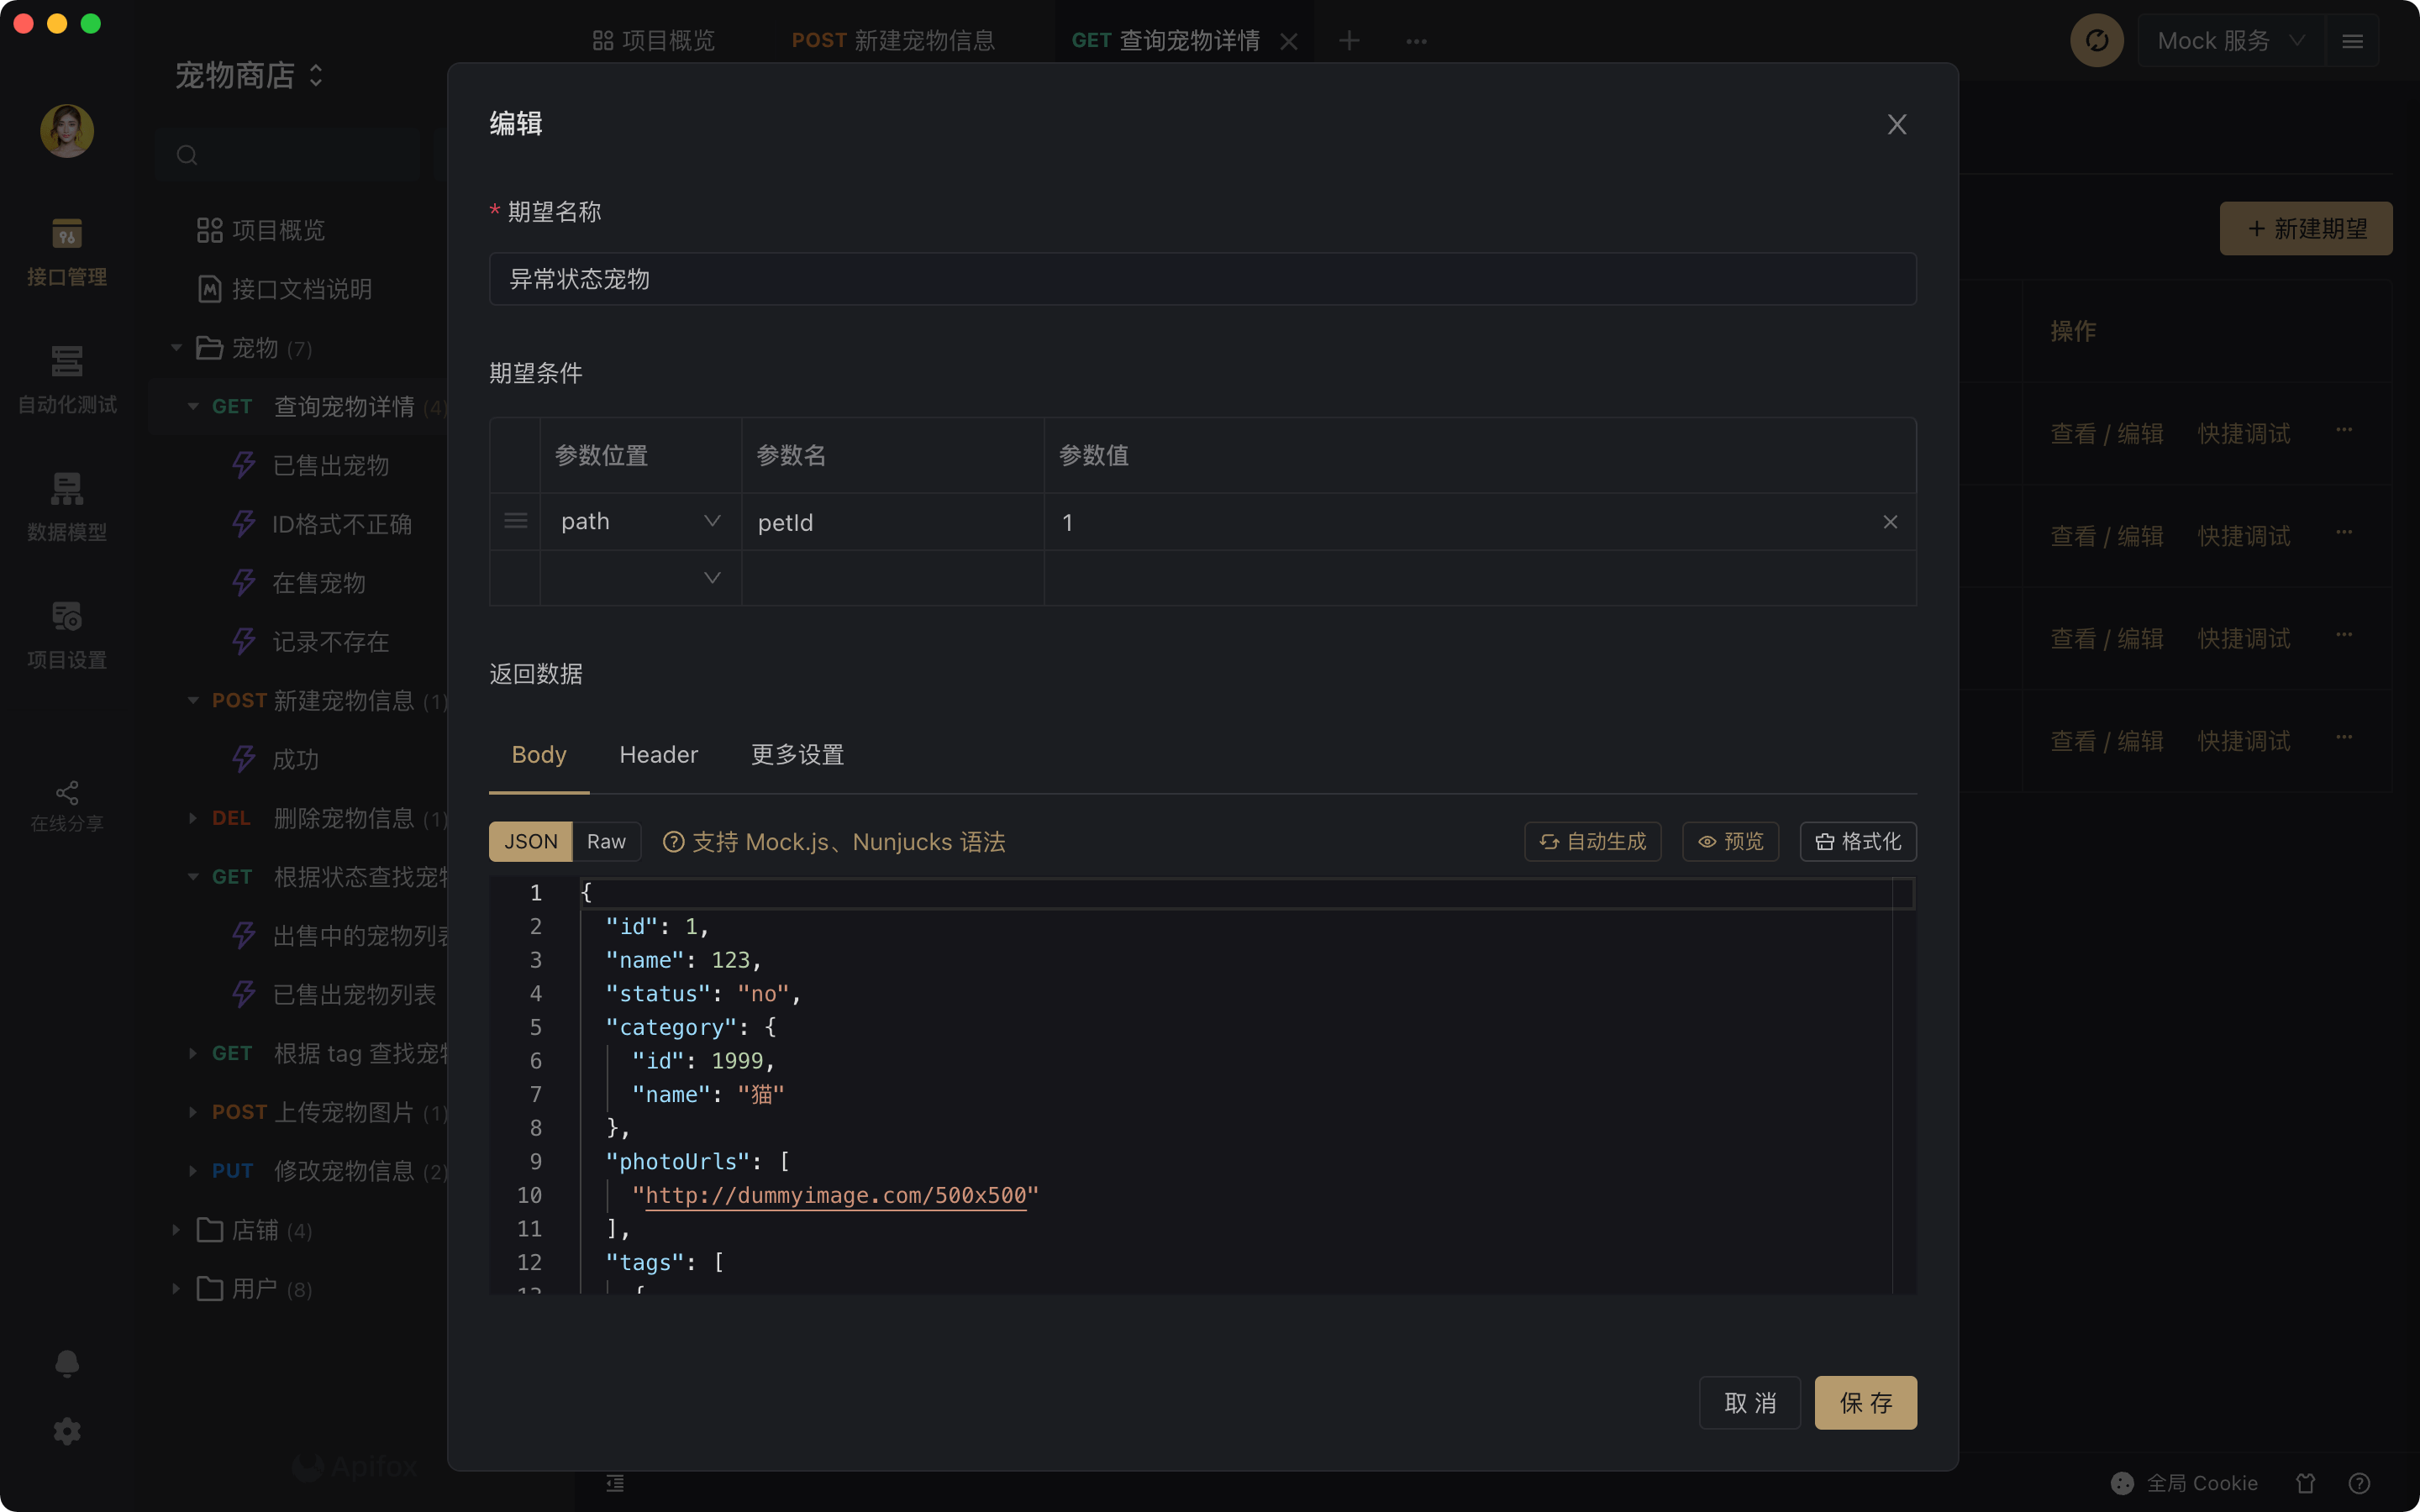 项目概览
POST 新建宠物信息
GET 查询宠物详情
Mock 服务
宠物商店
接口管理
自动化测试
数据模型
项目设置
在线分享
项目概览
接口文档说明
宠物 (7)
GET 查询宠物详情 (4)
已售出宠物
ID格式不正确
在售宠物
记录不存在
POST 新建宠物信息 (1)
成功
DEL 删除宠物信息 (1)
GET 根据状态查找宠
出售中的宠物列
已售出宠物列表
GET 根据 tag 查找宠
POST 上传宠物图片 (1)
PUT 修改宠物信息 (2)
店铺 (4)
用户 (8)
Apifox
编辑
* 期望名称
异常状态宠物
期望条件
参数位置 参数名 参数值
path petId 1
返回数据
Body Header 更多设置
JSON Raw 支持 Mock.js、Nunjucks 语法 自动生成 预览 格式化
1 {
2 "id": 1,
3 "name": 123,
4 "status": "no",
5 "category": {
6 "id": 1999,
7 "name": "猫"
8 },
9 "photoUrls": [
10 "http://dummyimage.com/500x500"
11 ],
12 "tags": [
13 {
取 消 保 存
+ 新建期望
操作
查看 / 编辑 快捷调试
查看 / 编辑 快捷调试
查看 / 编辑 快捷调试
查看 / 编辑 快捷调试
全局 Cookie